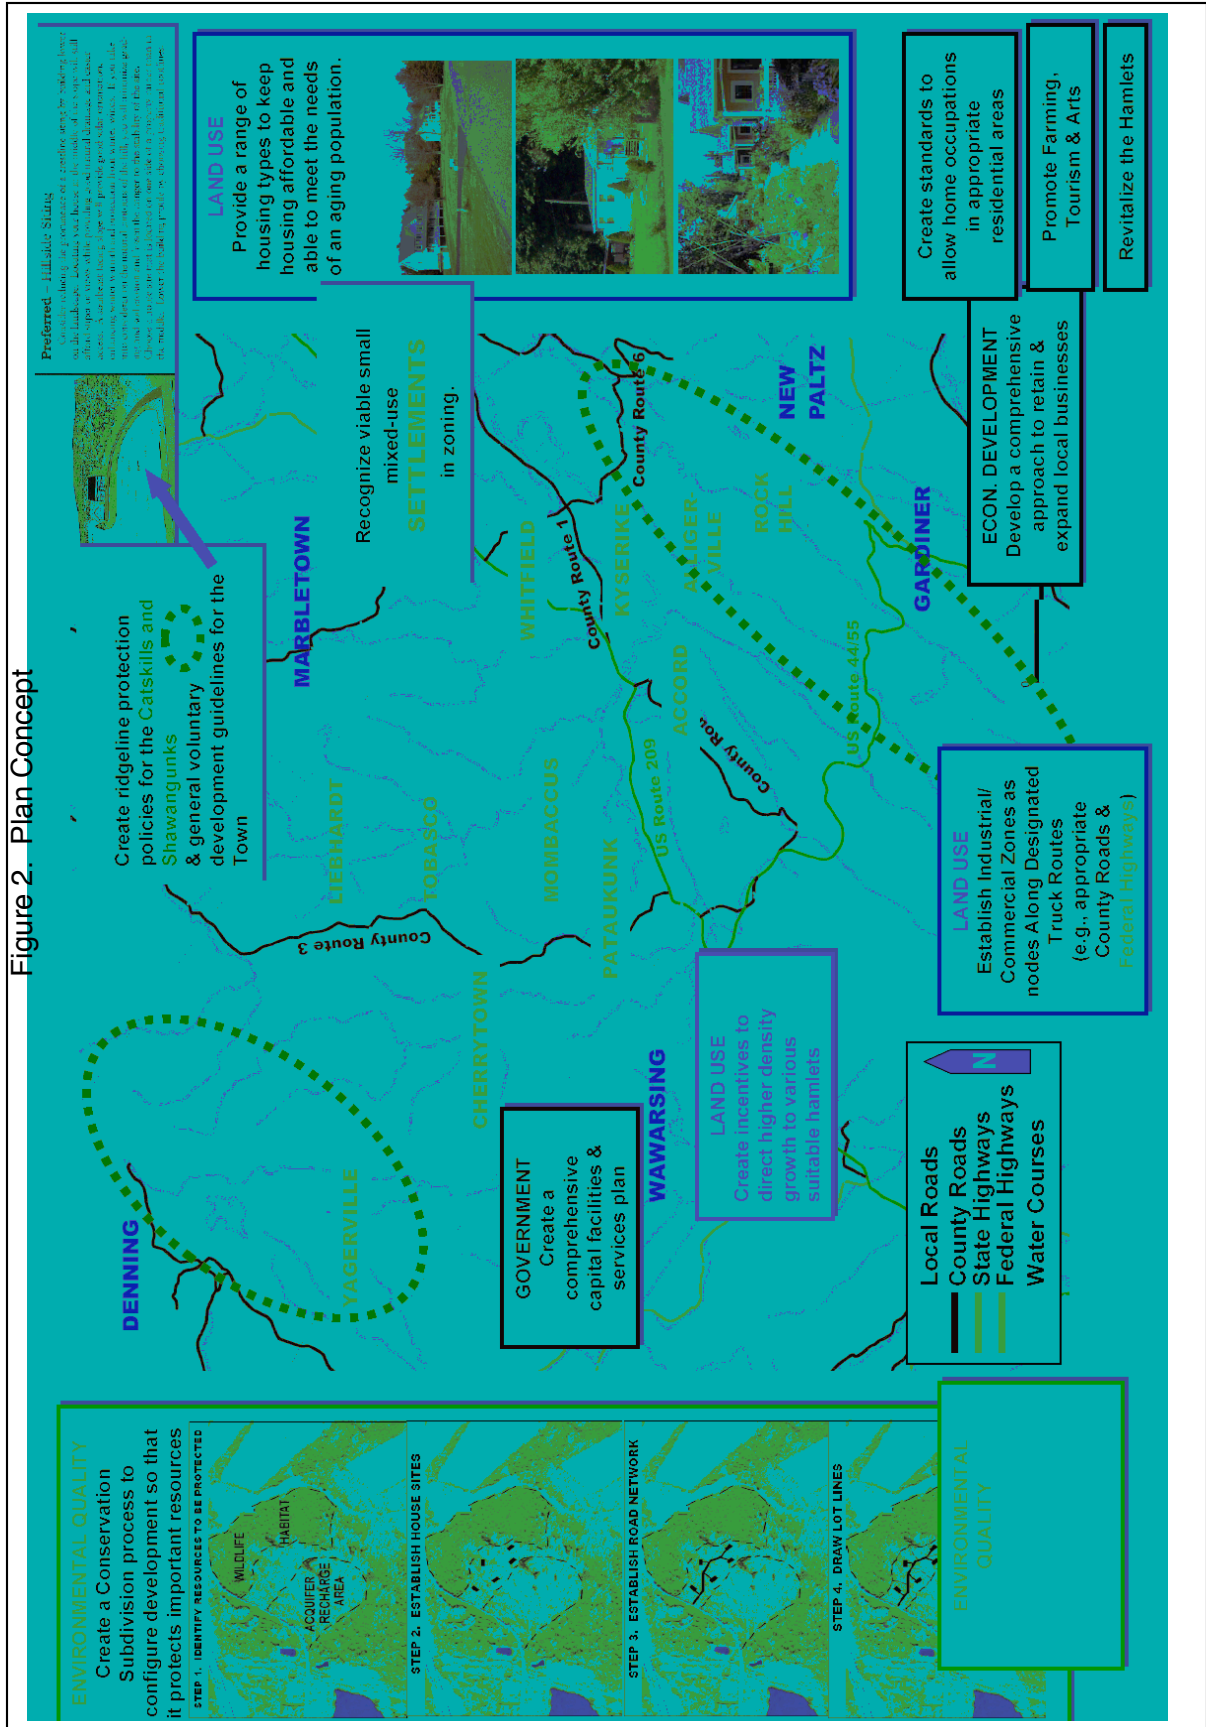 Figure 2. Plan Concept
ENVIRONMENTAL QUALITY
Create a Conservation
Subdivision process to
configure development so that
it protects important resources
STEP 1. IDENTIFY RESOURCES TO BE PROTECTED
WILDLIFE
HABITAT
ACQUIFER
RECHARGE
AREA
STEP 2. ESTABLISH HOUSE SITES
STEP 3. ESTABLISH ROAD NETWORK
STEP 4. DRAW LOT LINES
ENVIRONMENTAL
QUALITY
DENNING
YAGERVILLE
GOVERNMENT
Create a
comprehensive
capital facilities &
services plan
CHERRYTOWN
WAWARSING
LAND USE
Create incentives to
direct higher density
growth to various
suitable hamlets
Local Roads
County Roads
State Highways
Federal Highways
Water Courses
N
Create ridgeline protection
policies for the Catskills and
Shawangunks
& general voluntary
development guidelines for the
Town
Preferred – Hillside Siting
MARBLETOWN
LIEBHARDT
TOBASCO
County Route 3
MOMBACCUS
PATAUKUNK
US Route 209
ACCORD
County Rou
US Route 44/55
Recognize viable small
mixed-use
SETTLEMENTS
in zoning.
WHITFIELD
County Route 1
KYSERIKE
County Route 6
ALLIGER-
VILLE
ROCK
HILL
NEW
PALTZ
GARDINER
LAND USE
Establish Industrial/
Commercial Zones as
nodes Along Designated
Truck Routes
(e.g., appropriate
County Roads &
Federal Highways)
LAND USE
Provide a range of
housing types to keep
housing affordable and
able to meet the needs
of an aging population.
ECON. DEVELOPMENT
Develop a comprehensive
approach to retain &
expand local businesses
Create standards to
allow home occupations
in appropriate
residential areas
Promote Farming,
Tourism & Arts
Revitalize the Hamlets